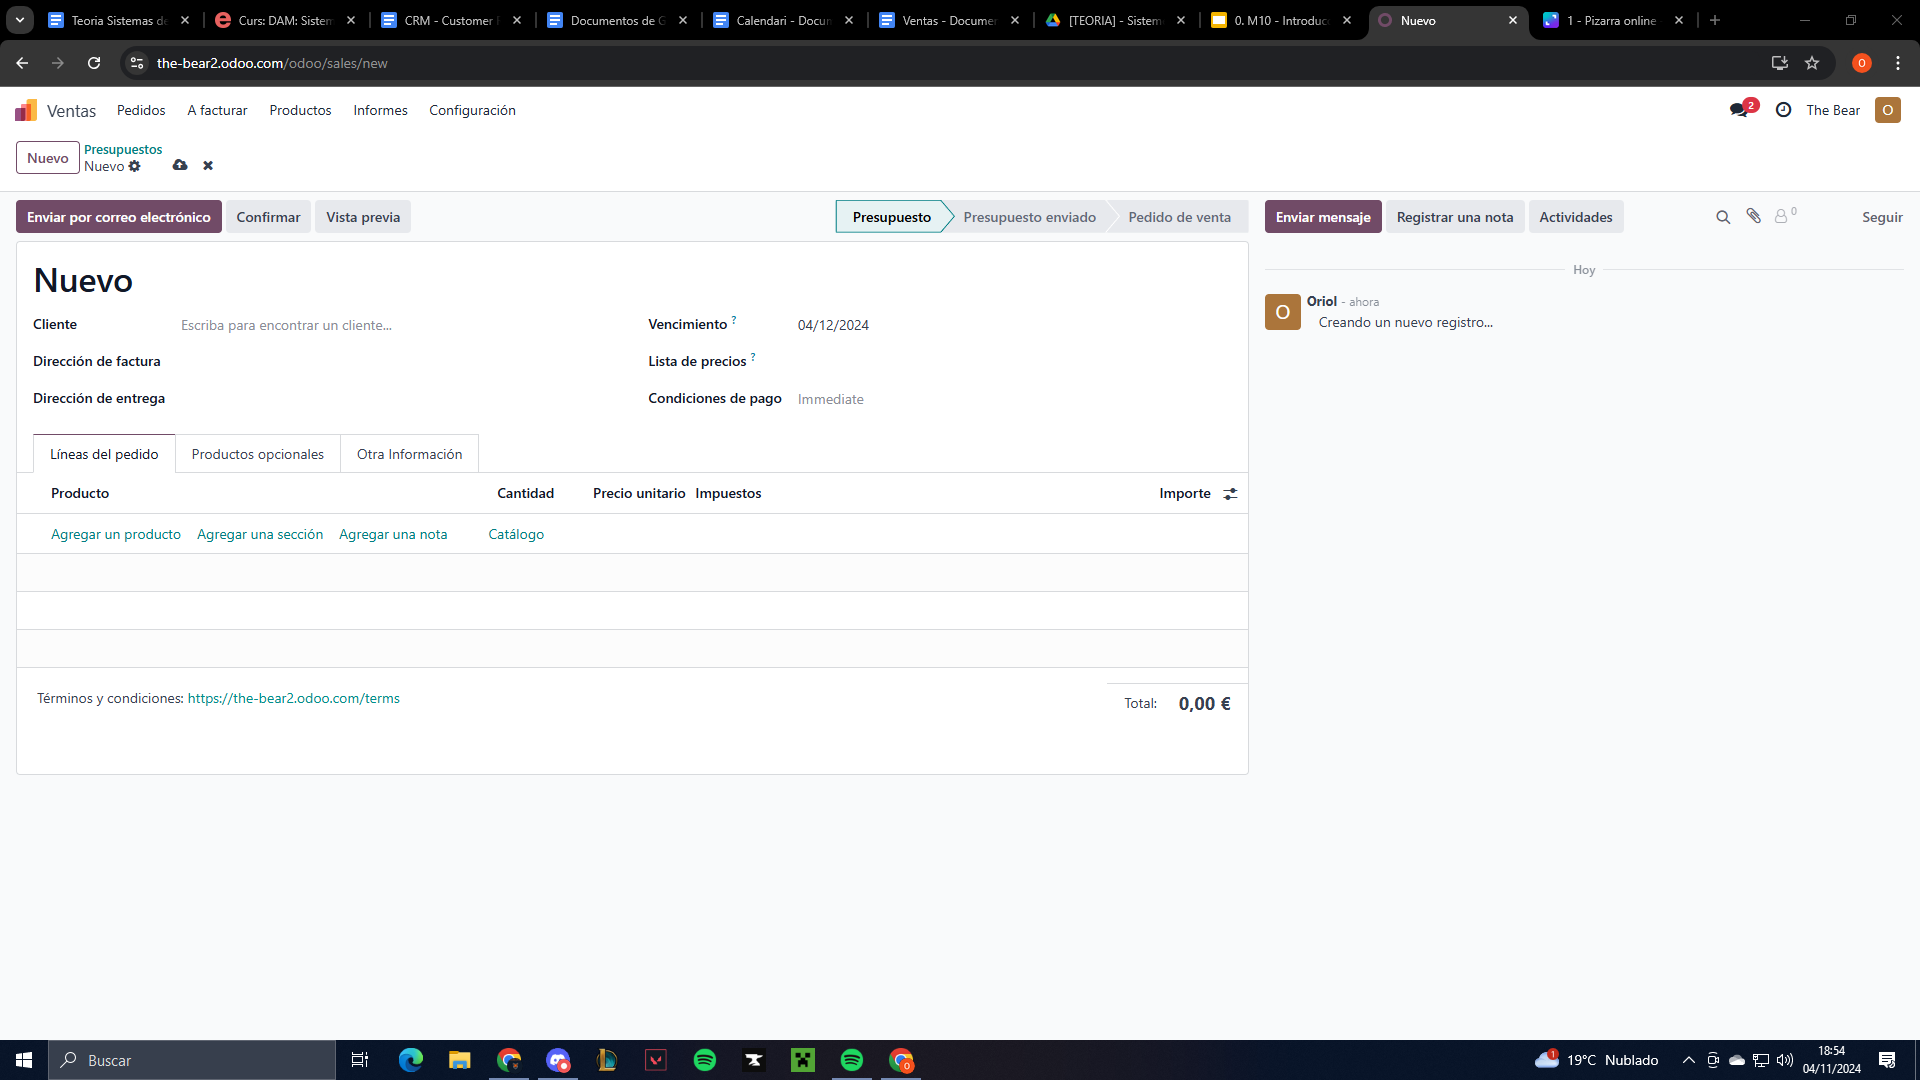 Teoria Sistemas de
Curs: DAM: Sistem
CRM - Customer R
Documentos de G
Calendari - Docum
Ventas - Documen
[TEORIA] - Sistem
0. M10 - Introduc
Nuevo
1 - Pizarra online
the-bear2.odoo.com/odoo/sales/new
O
Ventas
Pedidos
A facturar
Productos
Informes
Configuración
2
The Bear
O
Nuevo
Presupuestos
Nuevo
Enviar por correo electrónico
Confirmar
Vista previa
Presupuesto
Presupuesto enviado
Pedido de venta
Enviar mensaje
Registrar una nota
Actividades
0
Seguir
Nuevo
Hoy
O
Oriol - ahora
Creando un nuevo registro...
Cliente
Escriba para encontrar un cliente...
Vencimiento ?
04/12/2024
Dirección de factura
Lista de precios ?
Dirección de entrega
Condiciones de pago
Immediate
Líneas del pedido
Productos opcionales
Otra Información
Producto
Cantidad
Precio unitario
Impuestos
Importe
Agregar un producto
Agregar una sección
Agregar una nota
Catálogo
Términos y condiciones: https://the-bear2.odoo.com/terms
Total:
0,00 €
Buscar
1
19°C Nublado
18:54
04/11/2024